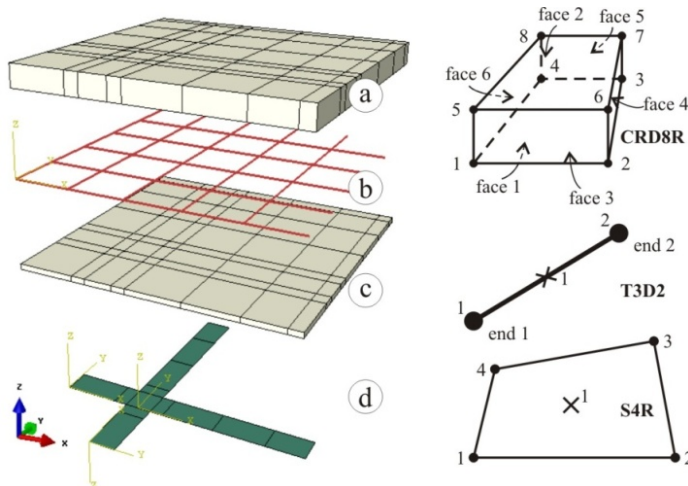 a
b
c
d
Z
X
Z
Y
X
Z
Y
Z
Y
X
Y
face 2
face 5
8
7
4
3
face 6
5
6
face 4
CRD8R
1
2
face 1
face 3
2
end 2
1
T3D2
1
end 1
3
4
1
S4R
1
2